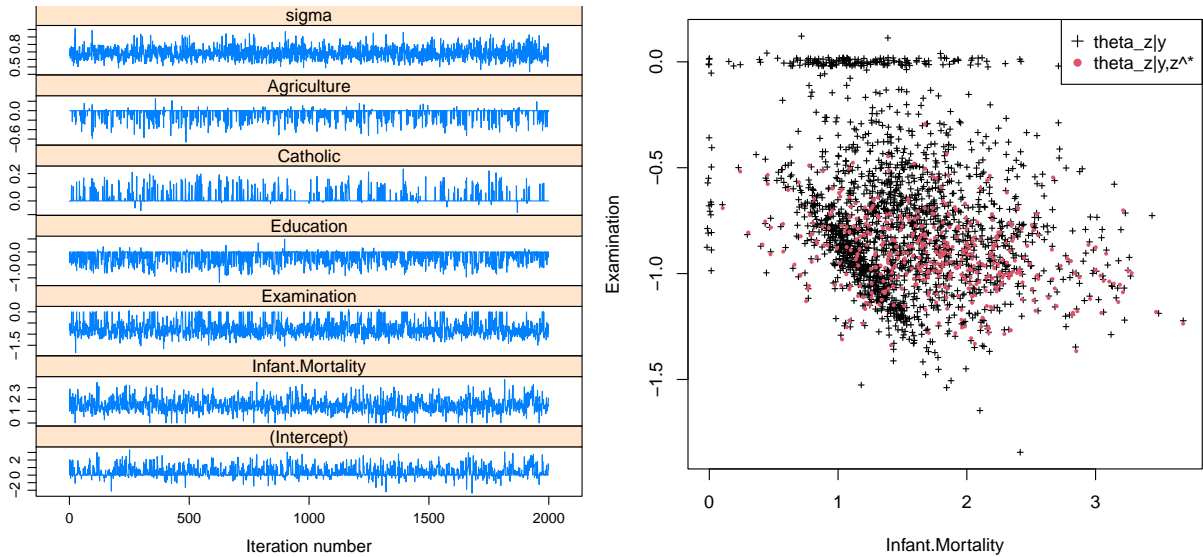 sigma
0.5 0.8
Agriculture
−0.6 0.0
Catholic
0.0 0.2
Education
−1.0 0.0
Examination
−1.5 0.0
Infant.Mortality
0 1 2 3
(Intercept)
−2 0 2
0 500 1000 1500 2000
Iteration number
theta_z|y
theta_z|y,z^*
0.0
−0.5
−1.0
−1.5
Examination
0 1 2 3
Infant.Mortality